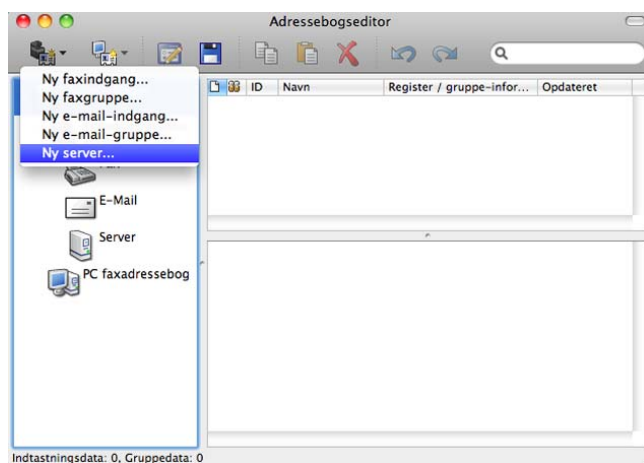 Adressebogseditor
Ny faxindgang...
Ny faxgruppe...
Ny e-mail-indgang...
Ny e-mail-gruppe...
Ny server...
ID Navn Register / gruppe-infor... Opdateret
E-Mail
Server
PC faxadressebog
Indtastningsdata: 0, Gruppedata: 0